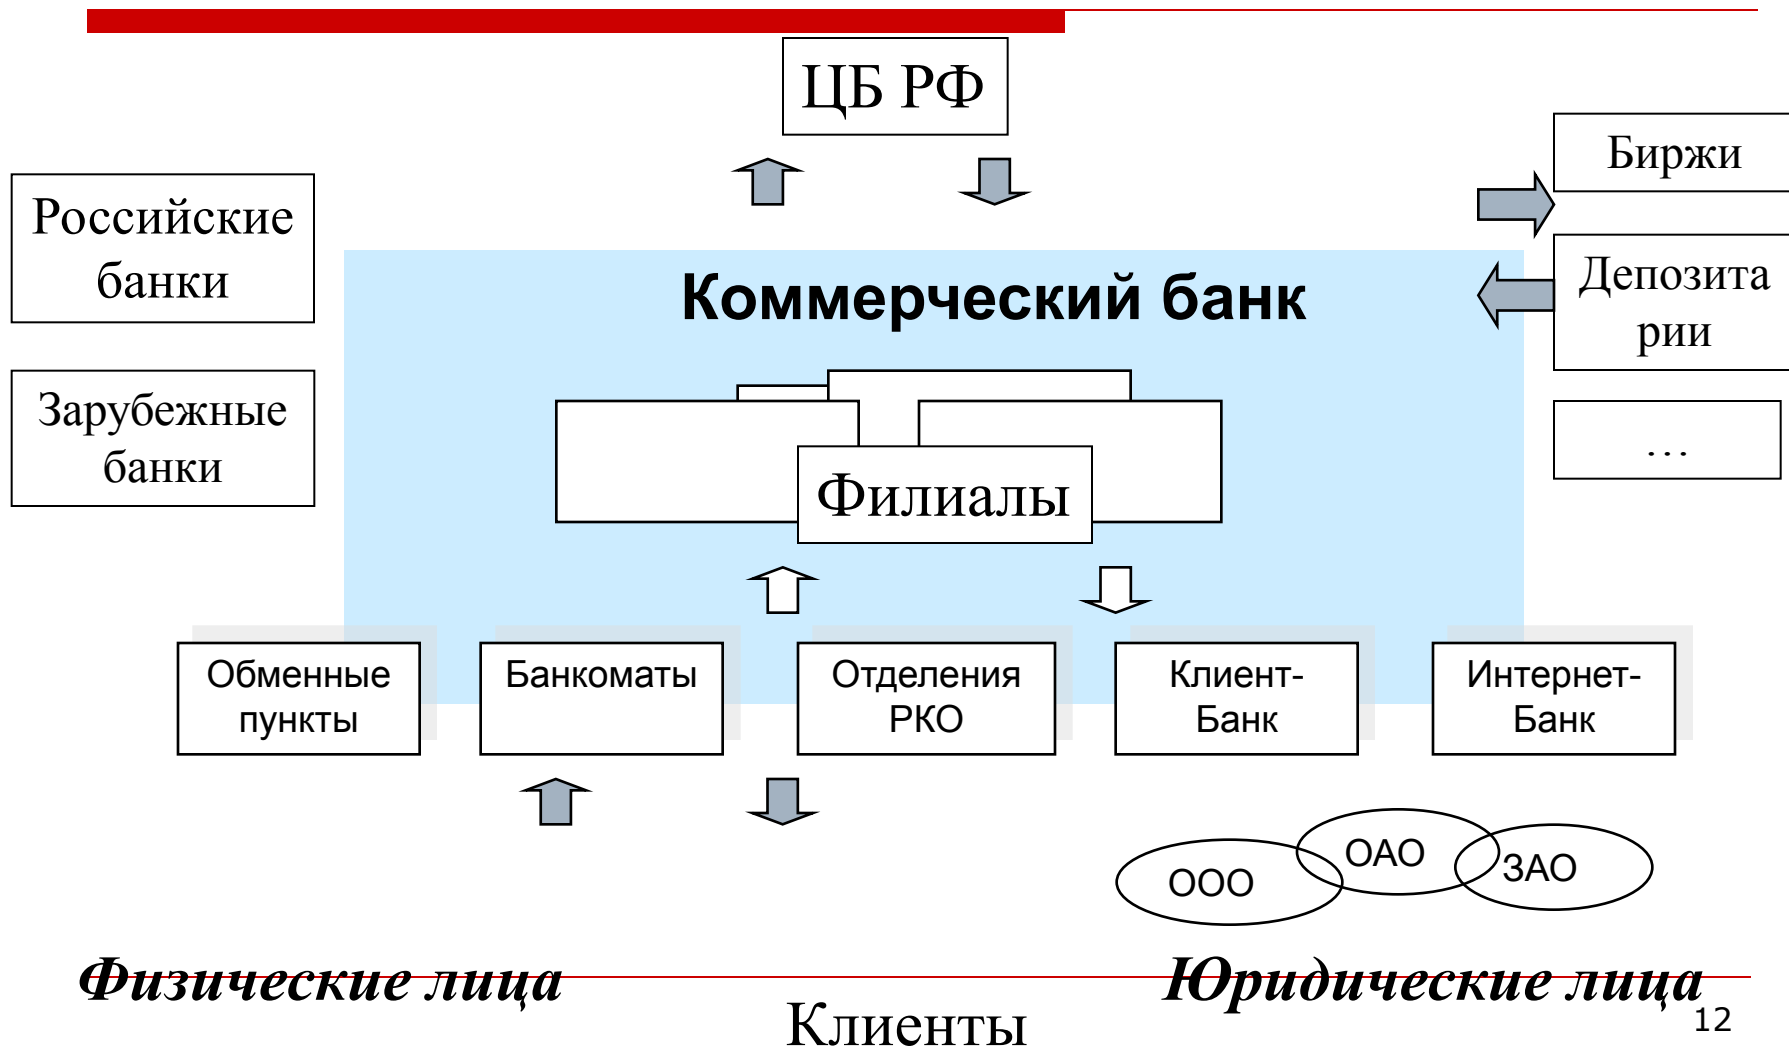 ЦБ РФ
Биржи
Российские
банки
Депозита
рии
Коммерческий банк
Зарубежные
банки
…
Филиалы
Обменные
пункты
Банкоматы
Отделения
РКО
Клиент-
Банк
Интернет-
Банк
ООО
ОАО
ЗАО
Физические лица
Юридические лица
Клиенты
12